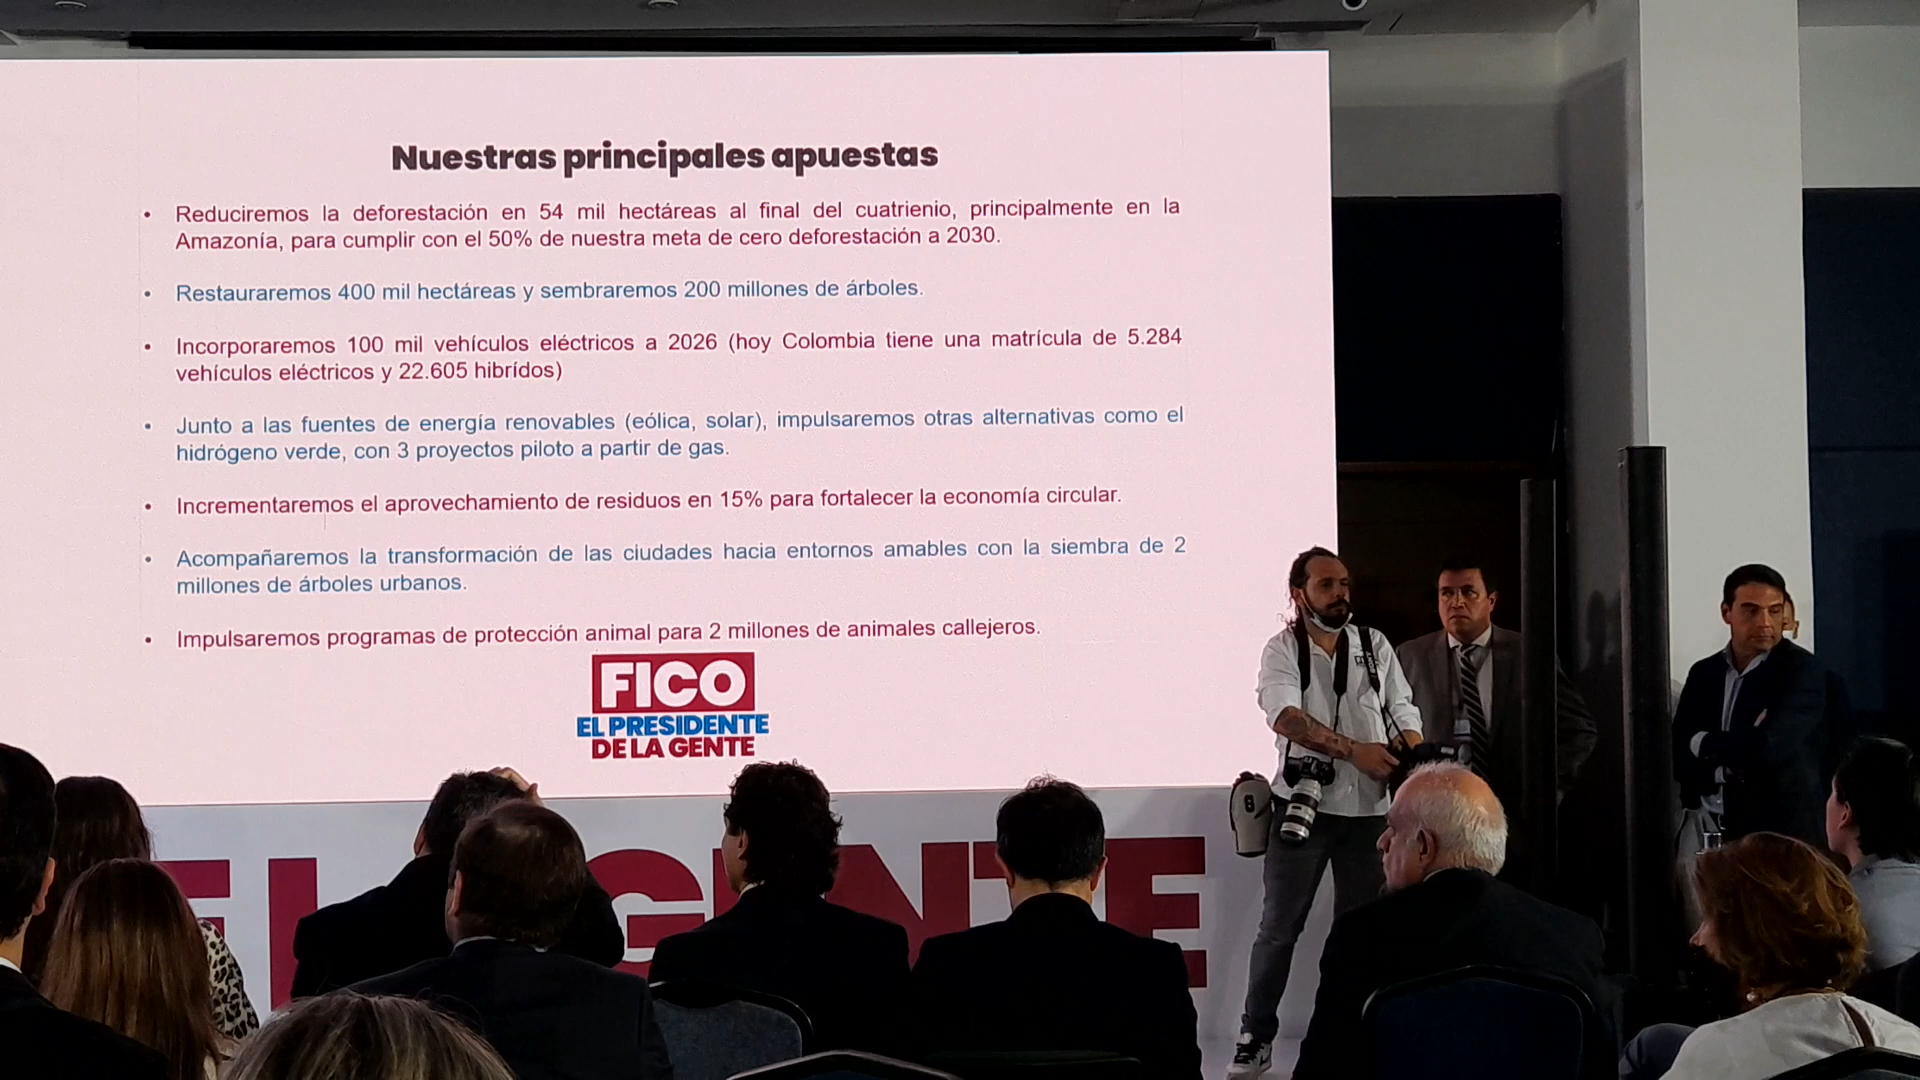 Nuestras principales apuestas
• Reduciremos la deforestación en 54 mil hectáreas al final del cuatrienio, principalmente en la
Amazonía, para cumplir con el 50% de nuestra meta de cero deforestación a 2030.
• Restauraremos 400 mil hectáreas y sembraremos 200 millones de árboles.
• Incorporaremos 100 mil vehículos eléctricos a 2026 (hoy Colombia tiene una matrícula de 5.284
vehículos eléctricos y 22.605 hibrídos)
• Junto a las fuentes de energía renovables (eólica, solar), impulsaremos otras alternativas como el
hidrógeno verde, con 3 proyectos piloto a partir de gas.
• Incrementaremos el aprovechamiento de residuos en 15% para fortalecer la economía circular.
• Acompañaremos la transformación de las ciudades hacia entornos amables con la siembra de 2
millones de árboles urbanos.
• Impulsaremos programas de protección animal para 2 millones de animales callejeros.
FICO
EL PRESIDENTE
DE LA GENTE